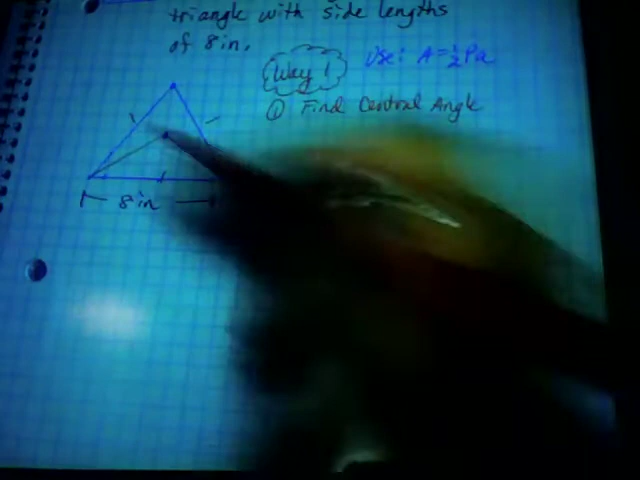 triangle with side lengths
of 8in.
Way 1
Use: A=½Pa
① Find Central Angle
8in